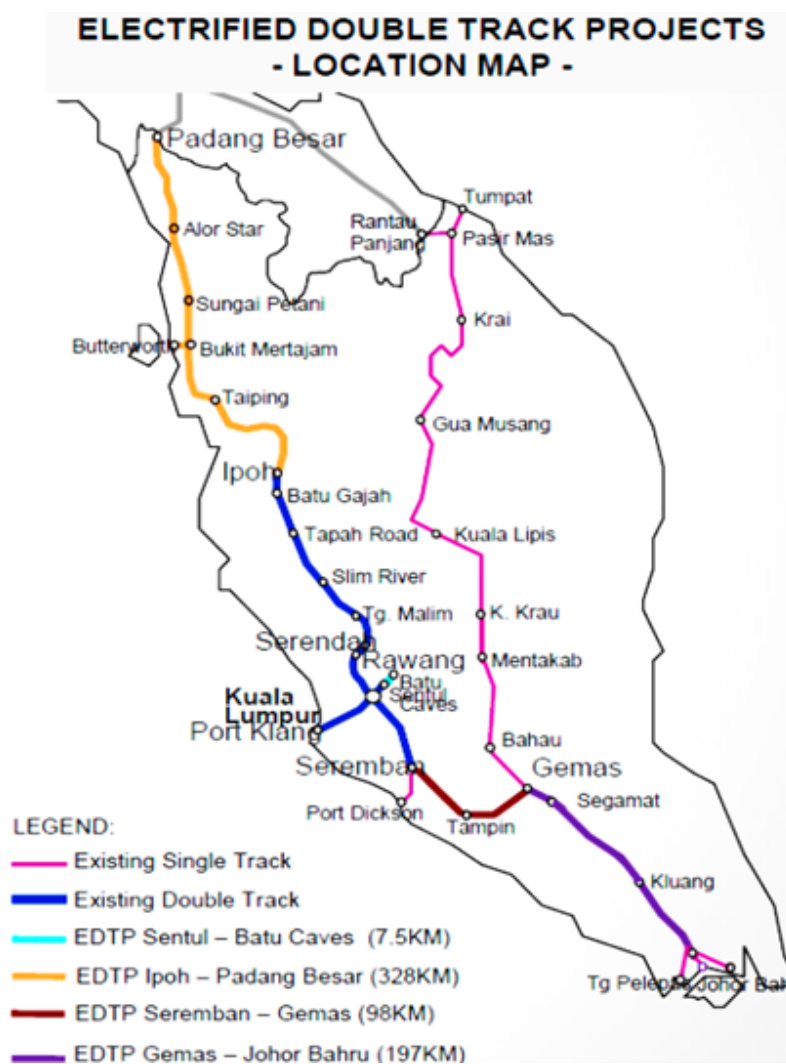 ELECTRIFIED DOUBLE TRACK PROJECTS
- LOCATION MAP -
Padang Besar
Tumpat
Rantau
Panjang
Pasir Mas
Alor Star
Sungai Petani
Krai
Butterworth
Bukit Mertajam
Taiping
Gua Musang
Ipoh
Batu Gajah
Tapah Road
Kuala Lipis
Slim River
Tg. Malim
K. Krau
Serendah
Rawang
Mentakab
Batu
Caves
Sentul
Kuala
Lumpur
Port Klang
Bahau
Seremban
Gemas
Port Dickson
Segamat
Tampin
Kluang
Tg Pelepas
Johor Bah
LEGEND:
Existing Single Track
Existing Double Track
EDTP Sentul – Batu Caves (7.5KM)
EDTP Ipoh – Padang Besar (328KM)
EDTP Seremban – Gemas (98KM)
EDTP Gemas – Johor Bahru (197KM)